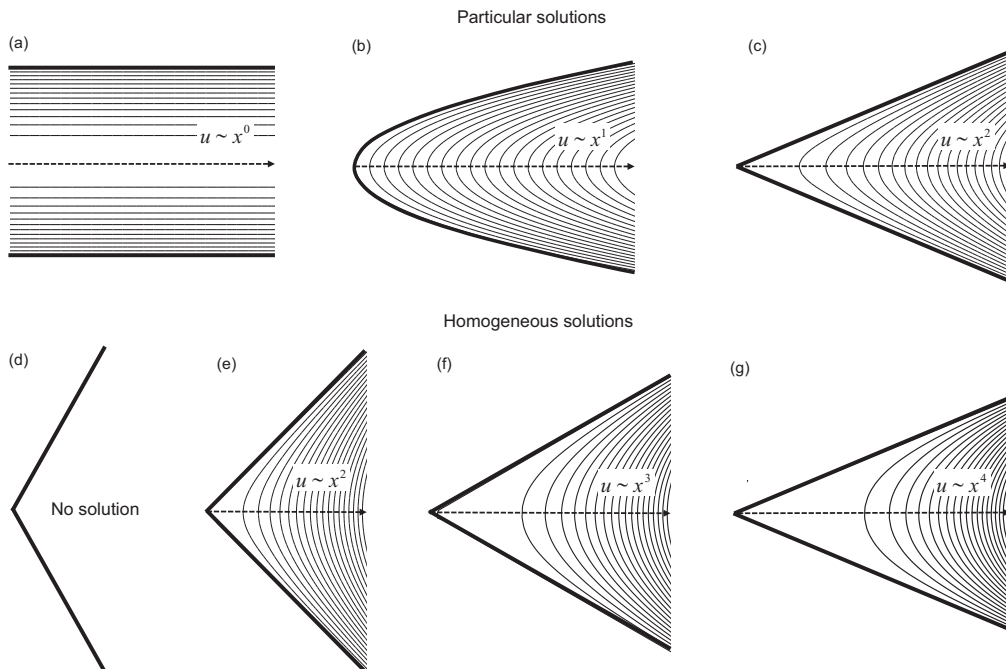 Particular solutions
(a)
(b)
(c)
u ~ x⁰
u ~ x¹
u ~ x²
Homogeneous solutions
(d)
(e)
(f)
(g)
No solution
u ~ x²
u ~ x³
u ~ x⁴